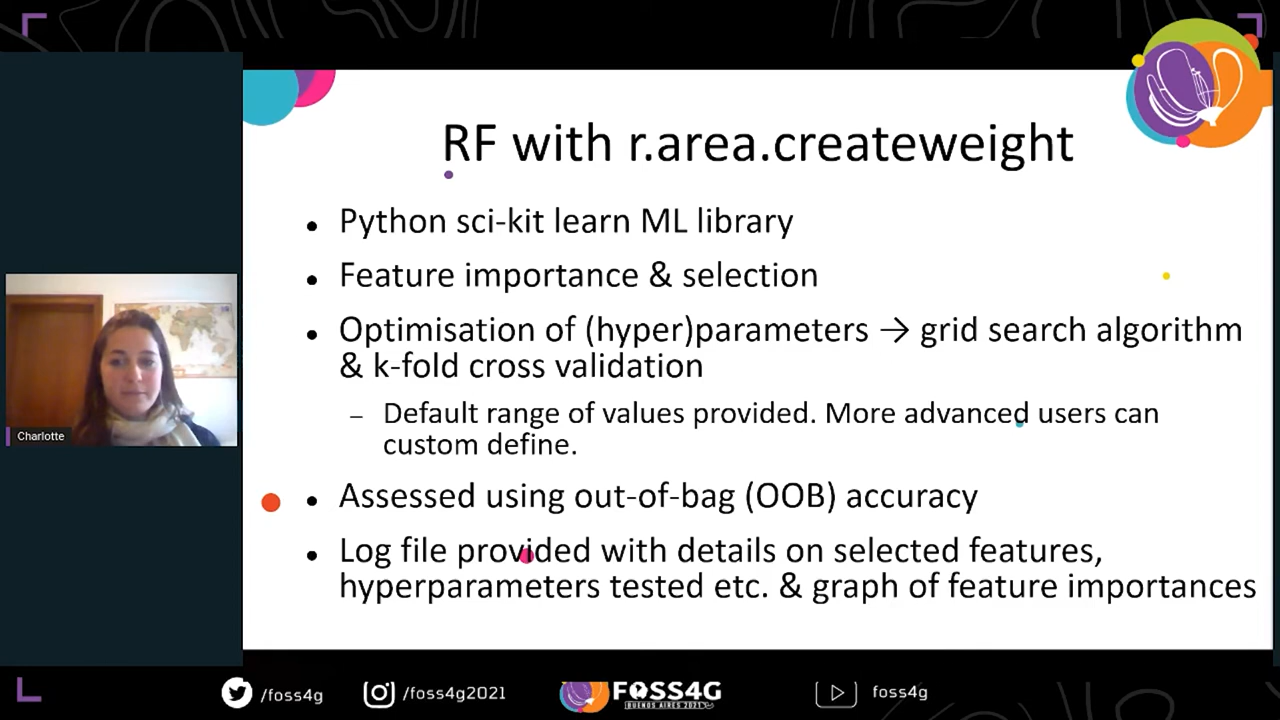 RF with r.area.createweight
• Python sci-kit learn ML library
• Feature importance & selection
• Optimisation of (hyper)parameters → grid search algorithm
& k-fold cross validation
– Default range of values provided. More advanced users can
custom define.
• Assessed using out-of-bag (OOB) accuracy
• Log file provided with details on selected features,
hyperparameters tested etc. & graph of feature importances
Charlotte
/foss4g
/foss4g2021
FOSS4G
BUENOS AIRES 2021
foss4g